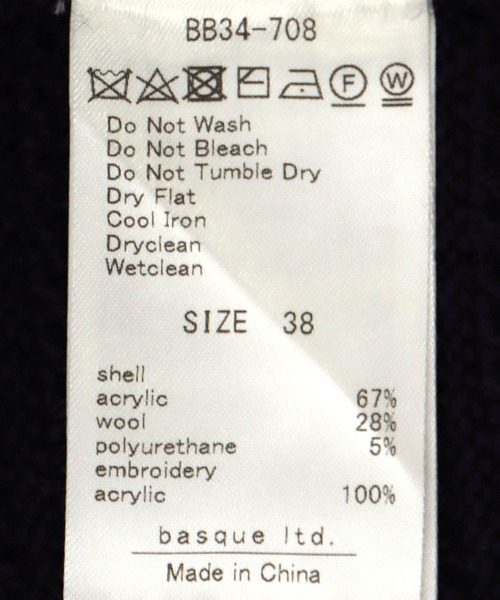 BB34-708
F W
Do Not Wash
Do Not Bleach
Do Not Tumble Dry
Dry Flat
Cool Iron
Dryclean
Wetclean
SIZE 38
shell
acrylic 67%
wool 28%
polyurethane 5%
embroidery
acrylic 100%
basque ltd.
Made in China